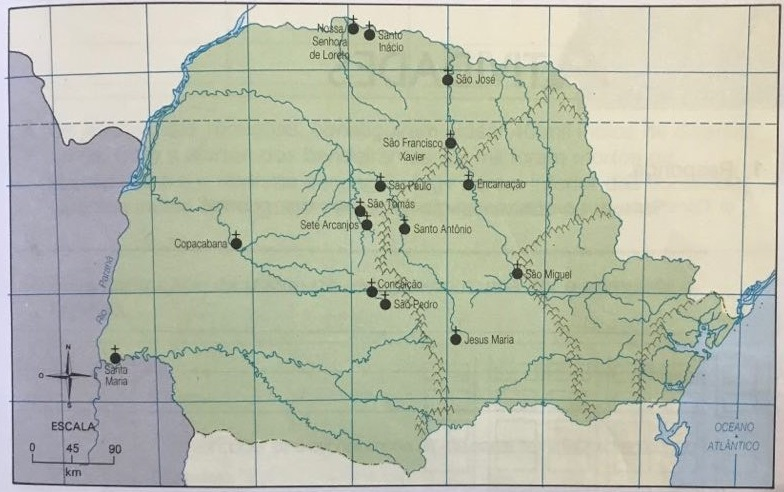 Nossa
Senhora
de Loreto
Santo
Inácio
São José
São Francisco
Xavier
São Paulo
Encarnação
São Tomás
Sete Arcanjos
Santo Antônio
Copacabana
São Miguel
Conceição
São Pedro
Jesus Maria
Rio Paraná
Santa
Maria
N
O
S
ESCALA
0 45 90
km
OCEANO
ATLÂNTICO